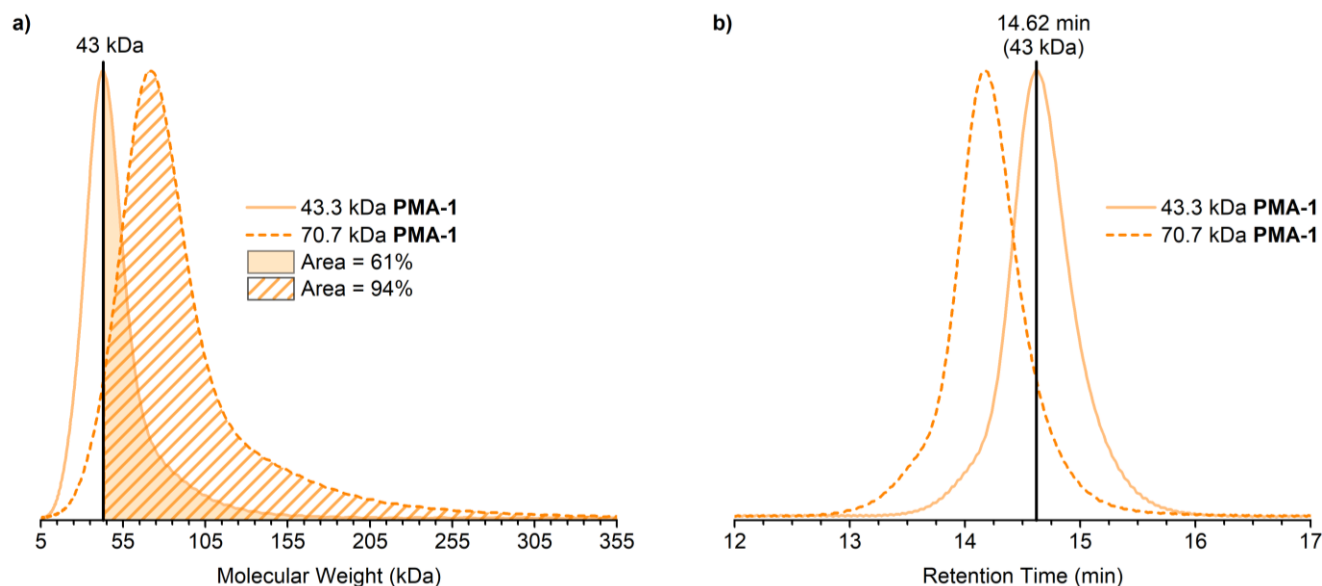 a)
43 kDa
43.3 kDa PMA-1
70.7 kDa PMA-1
Area = 61%
Area = 94%
5 55 105 155 205 255 305 355
Molecular Weight (kDa)
b)
14.62 min
(43 kDa)
43.3 kDa PMA-1
70.7 kDa PMA-1
12 13 14 15 16 17
Retention Time (min)